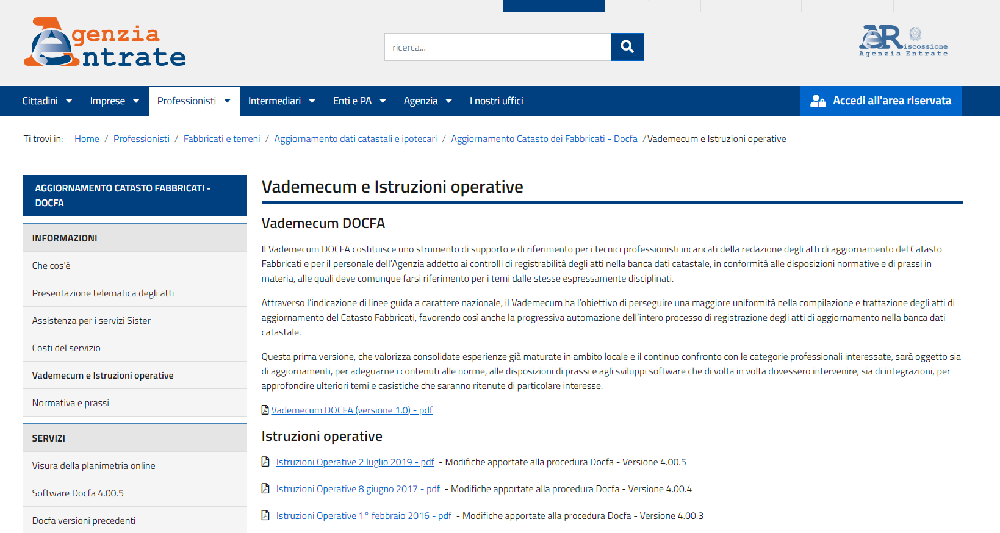 Agenzia
Entrate
ricerca...
AeR iscossione
Agenzia Entrate
Cittadini
Imprese
Professionisti
Intermediari
Enti e PA
Agenzia
I nostri uffici
Accedi all'area riservata
Ti trovi in: Home / Professionisti / Fabbricati e terreni / Aggiornamento dati catastali e ipotecari / Aggiornamento Catasto dei Fabbricati - Docfa /Vademecum e Istruzioni operative
AGGIORNAMENTO CATASTO FABBRICATI -
DOCFA
INFORMAZIONI
Che cos'è
Presentazione telematica degli atti
Assistenza per i servizi Sister
Costi del servizio
Vademecum e Istruzioni operative
Normativa e prassi
SERVIZI
Visura della planimetria online
Software Docfa 4.00.5
Docfa versioni precedenti
Vademecum e Istruzioni operative
Vademecum DOCFA
Il Vademecum DOCFA costituisce uno strumento di supporto e di riferimento per i tecnici professionisti incaricati della redazione degli atti di aggiornamento del Catasto
Fabbricati e per il personale dell'Agenzia addetto ai controlli di registrabilità degli atti nella banca dati catastale, in conformità alle disposizioni normative e di prassi in
materia, alle quali deve comunque farsi riferimento per i temi dalle stesse espressamente disciplinati.
Attraverso l'indicazione di linee guida a carattere nazionale, il Vademecum ha l'obiettivo di perseguire una maggiore uniformità nella compilazione e trattazione degli atti di
aggiornamento del Catasto Fabbricati, favorendo così anche la progressiva automazione dell'intero processo di registrazione degli atti di aggiornamento nella banca dati
catastale.
Questa prima versione, che valorizza consolidate esperienze già maturate in ambito locale e il continuo confronto con le categorie professionali interessate, sarà oggetto sia
di aggiornamenti, per adeguarne i contenuti alle norme, alle disposizioni di prassi e agli sviluppi software che di volta in volta dovessero intervenire, sia di integrazioni, per
approfondire ulteriori temi e casistiche che saranno ritenute di particolare interesse.
Vademecum DOCFA (versione 1.0) - pdf
Istruzioni operative
Istruzioni Operative 2 luglio 2019 - pdf - Modifiche apportate alla procedura Docfa - Versione 4.00.5
Istruzioni Operative 8 giugno 2017 - pdf - Modifiche apportate alla procedura Docfa - Versione 4.00.4
Istruzioni Operative 1° febbraio 2016 - pdf - Modifiche apportate alla procedura Docfa - Versione 4.00.3